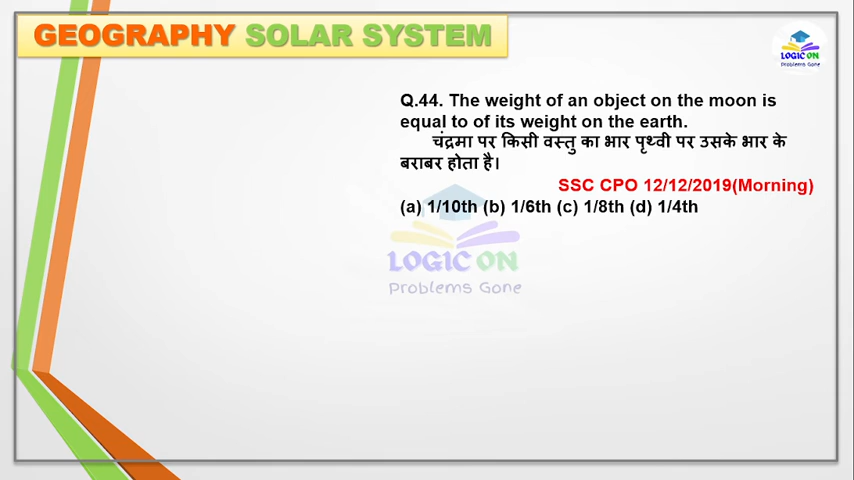 GEOGRAPHY SOLAR SYSTEM
LOGIC ON
Problems Gone
Q.44. The weight of an object on the moon is
equal to of its weight on the earth.
चंद्रमा पर किसी वस्तु का भार पृथ्वी पर उसके भार के
बराबर होता है।
SSC CPO 12/12/2019(Morning)
(a) 1/10th (b) 1/6th (c) 1/8th (d) 1/4th
LOGIC ON
Problems Gone